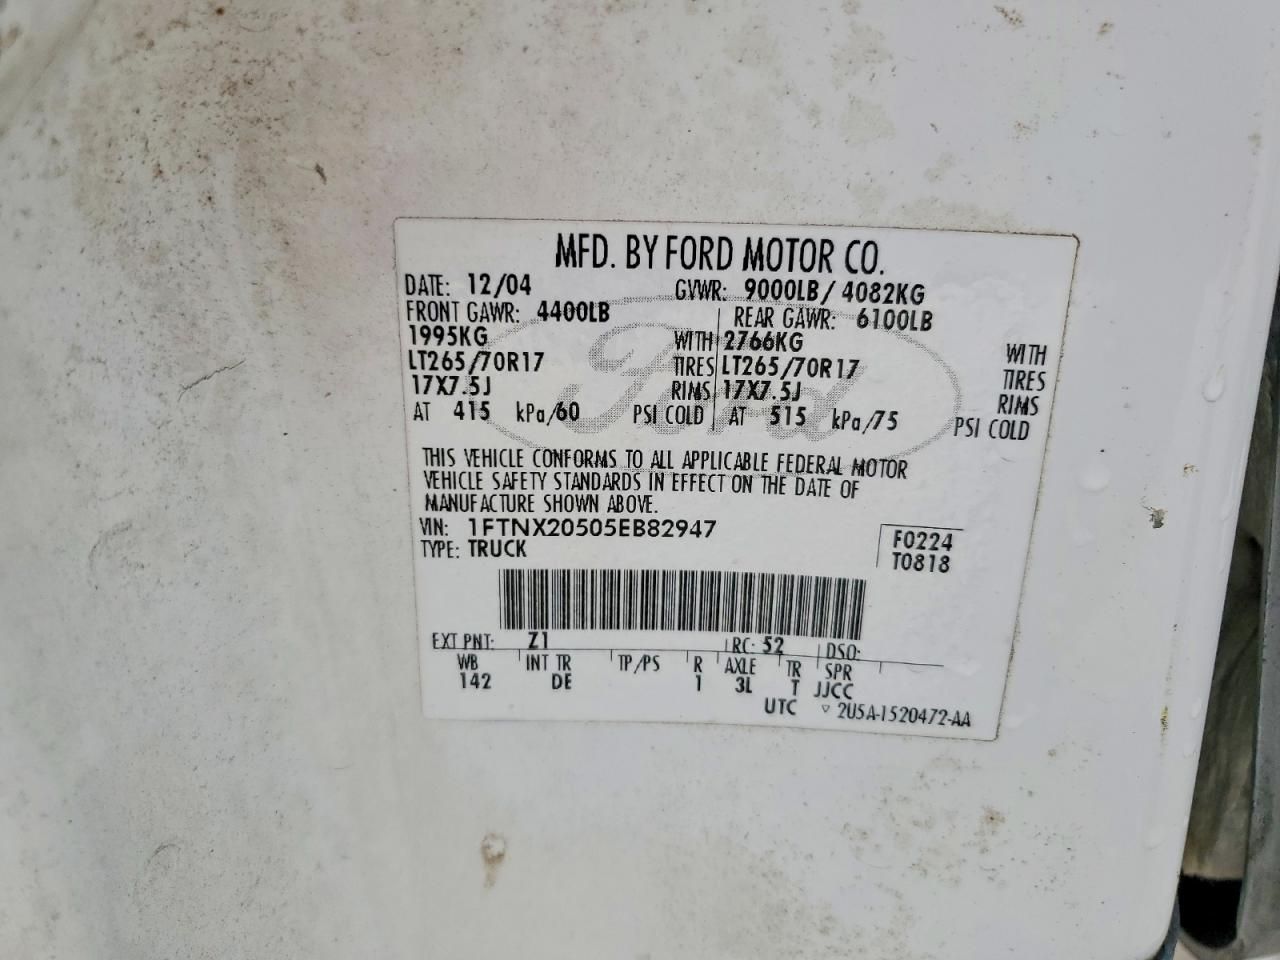 MFD. BY FORD MOTOR CO.
DATE: 12/04 GVWR: 9000LB/ 4082KG
FRONT GAWR: 4400LB REAR GAWR: 6100LB
1995KG WITH 2766KG WITH
LT265/70R17 TIRES LT265/70R17 TIRES
17X7.5J RIMS 17X7.5J RIMS
AT 415 kPa/60 PSI COLD AT 515 kPa/75 PSI COLD
Ford
THIS VEHICLE CONFORMS TO ALL APPLICABLE FEDERAL MOTOR
VEHICLE SAFETY STANDARDS IN EFFECT ON THE DATE OF
MANUFACTURE SHOWN ABOVE.
VIN: 1FTNX20505EB82947
TYPE: TRUCK
F0224
T0818
EXT PNT: Z1 RC: 52 DSO:
WB INT TR TP/PS R AXLE TR SPR
142 DE 1 3L T JJCC
UTC ▽ 2U5A-1520472-AA